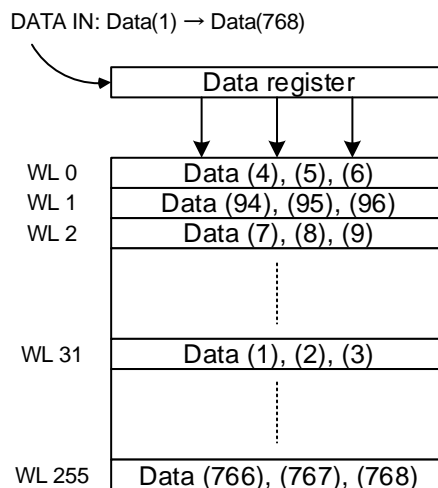 DATA IN: Data(1) → Data(768)
Data register
WL 0 Data (4), (5), (6)
WL 1 Data (94), (95), (96)
WL 2 Data (7), (8), (9)
WL 31 Data (1), (2), (3)
WL 255 Data (766), (767), (768)